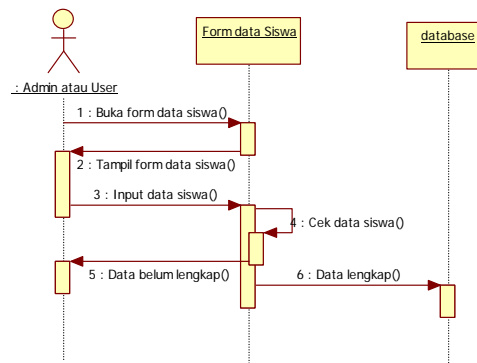 Form data Siswa
database
: Admin atau User
1 : Buka form data siswa()
2 : Tampil form data siswa()
3 : Input data siswa()
4 : Cek data siswa()
5 : Data belum lengkap()
6 : Data lengkap()